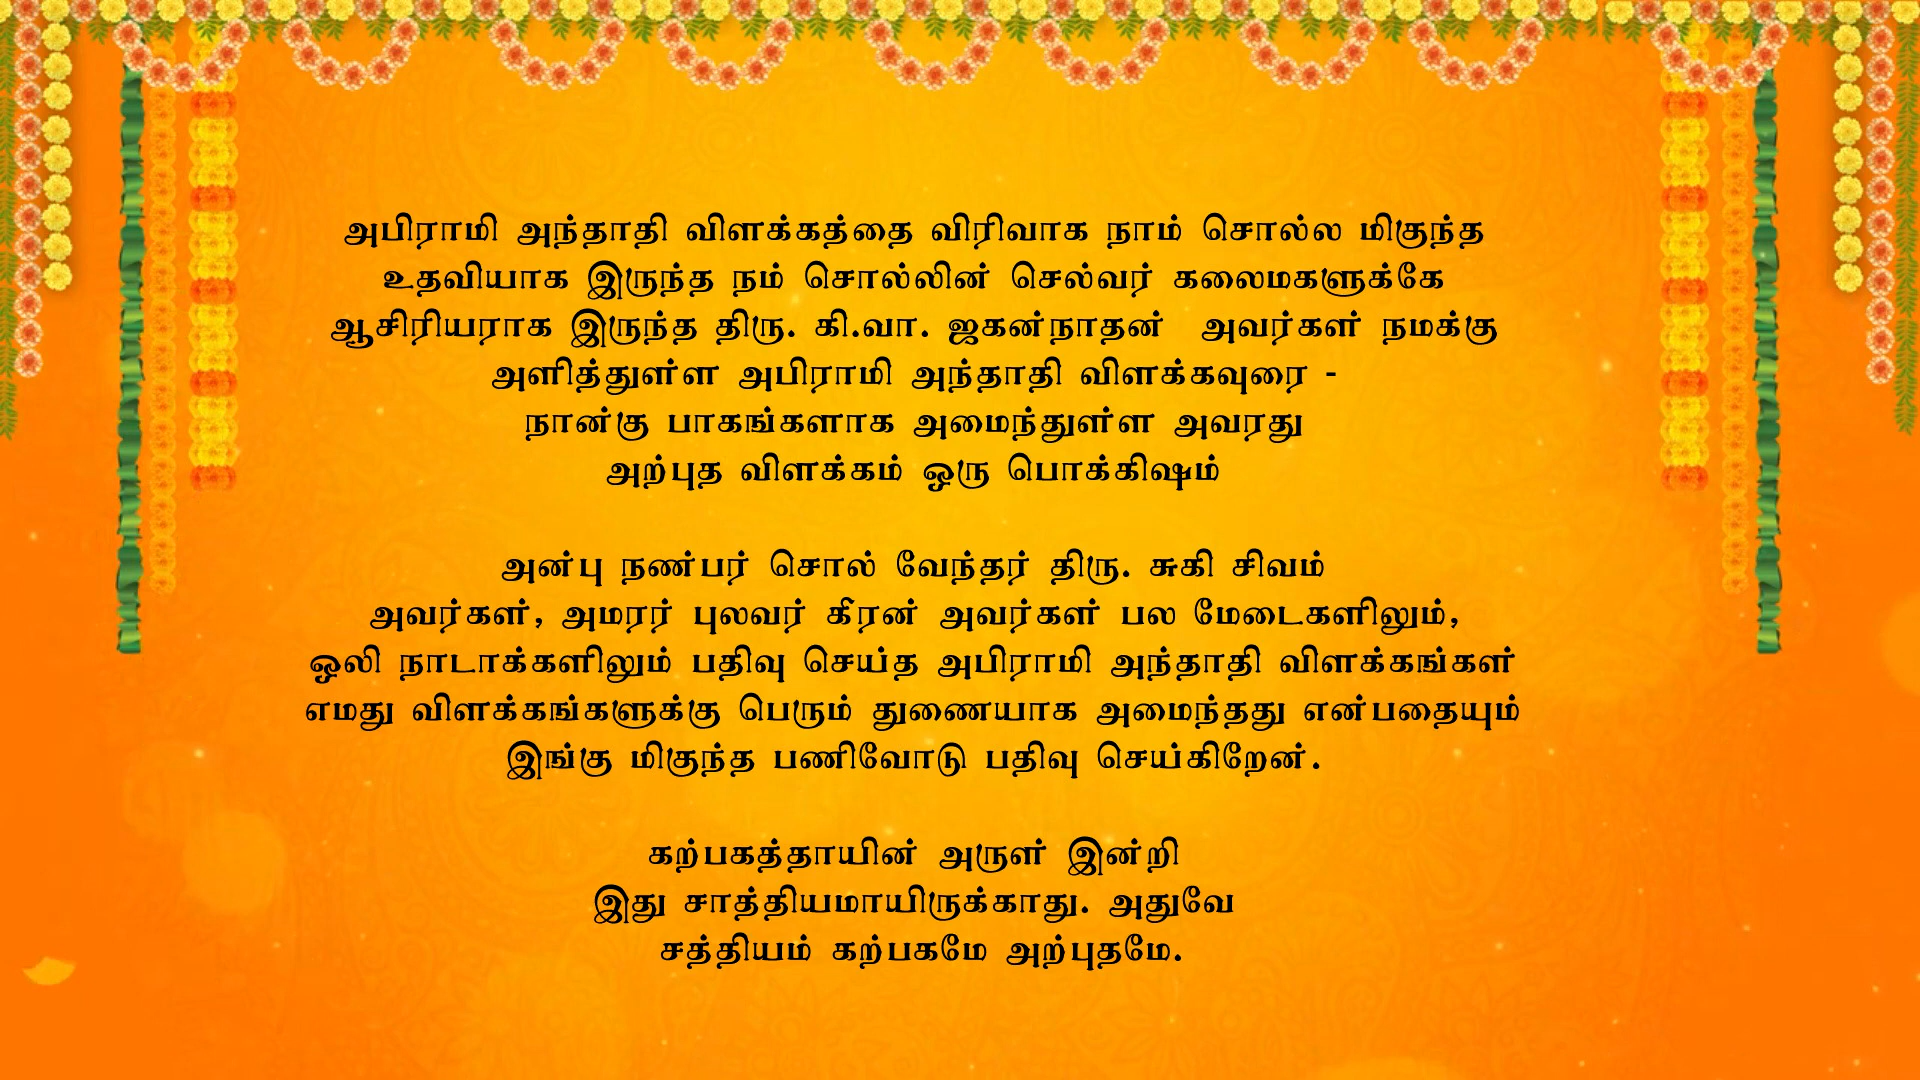 அபிராமி அந்தாதி விளக்கத்தை விரிவாக நாம் சொல்ல மிகுந்த
உதவியாக இருந்த நம் சொல்லின் செல்வர் கலைமகளுக்கே
ஆசிரியராக இருந்த திரு. கி.வா. ஜகன்நாதன் அவர்கள் நமக்கு
அளித்துள்ள அபிராமி அந்தாதி விளக்கவுரை -
நான்கு பாகங்களாக அமைந்துள்ள அவரது
அற்புத விளக்கம் ஒரு பொக்கிஷம்
அன்பு நண்பர் சொல் வேந்தர் திரு. சுகி சிவம்
அவர்கள், அமரர் புலவர் கீரன் அவர்கள் பல மேடைகளிலும்,
ஒலி நாடாக்களிலும் பதிவு செய்த அபிராமி அந்தாதி விளக்கங்கள்
எமது விளக்கங்களுக்கு பெரும் துணையாக அமைந்தது என்பதையும்
இங்கு மிகுந்த பணிவோடு பதிவு செய்கிறேன்.
கற்பகத்தாயின் அருள் இன்றி
இது சாத்தியமாயிருக்காது. அதுவே
சத்தியம் கற்பகமே அற்புதமே.